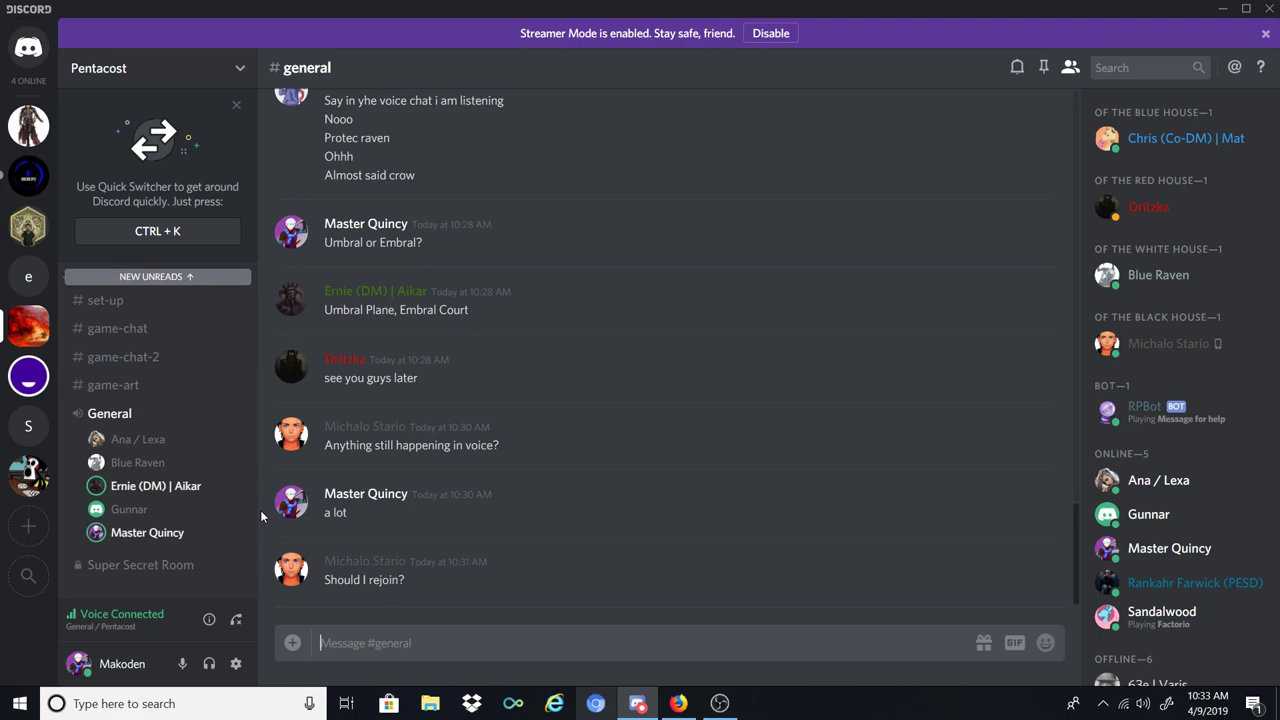 DISCORD
Streamer Mode is enabled. Stay safe, friend.
Disable
4 ONLINE
Pentacost
Use Quick Switcher to get around
Discord quickly. Just press:
CTRL + K
NEW UNREADS ↑
# set-up
# game-chat
# game-chat-2
# game-art
General
Ana / Lexa
Blue Raven
Ernie (DM) | Aikar
Gunnar
Master Quincy
Super Secret Room
e
S
Voice Connected
General / Pentacost
Makoden
# general
Search
Say in yhe voice chat i am listening
Nooo
Protec raven
Ohhh
Almost said crow
Master Quincy Today at 10:28 AM
Umbral or Embral?
Ernie (DM) | Aikar Today at 10:28 AM
Umbral Plane, Embral Court
Dritzka Today at 10:28 AM
see you guys later
Michalo Stario Today at 10:30 AM
Anything still happening in voice?
Master Quincy Today at 10:30 AM
a lot
Michalo Stario Today at 10:31 AM
Should I rejoin?
Message #general
GIF
OF THE BLUE HOUSE—1
Chris (Co-DM) | Mat
OF THE RED HOUSE—1
Dritzka
OF THE WHITE HOUSE—1
Blue Raven
OF THE BLACK HOUSE—1
Michalo Stario
BOT—1
RPBot BOT
Playing Message for help
ONLINE—5
Ana / Lexa
Gunnar
Master Quincy
Rankahr Farwick (PESD)
Sandalwood
Playing Factorio
OFFLINE—6
Type here to search
10:33 AM
4/9/2019